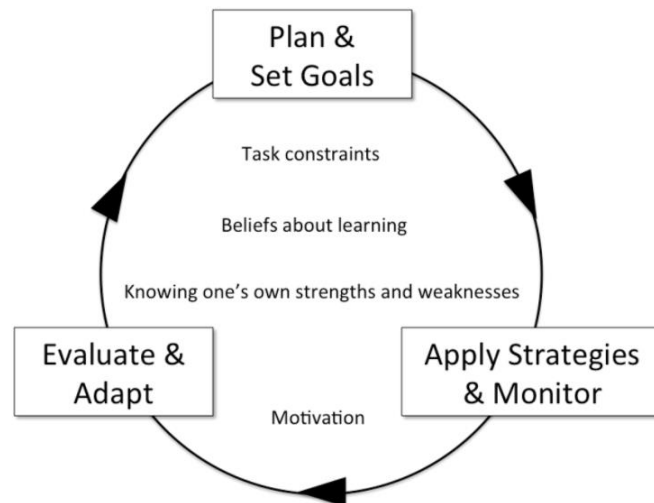 Plan &
Set Goals
Task constraints
Beliefs about learning
Knowing one’s own strengths and weaknesses
Evaluate &
Adapt
Apply Strategies
& Monitor
Motivation